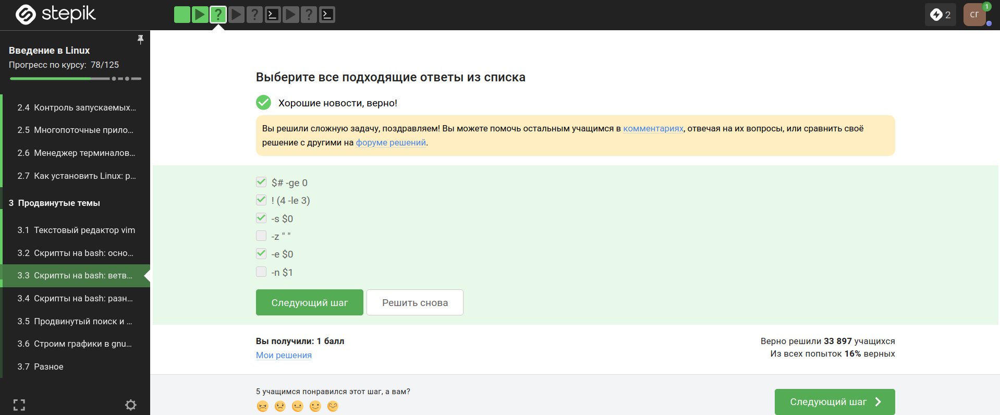 stepik
2
СГ
1
Введение в Linux
Прогресс по курсу: 78/125
2.4 Контроль запускаемых...
2.5 Многопоточные прило...
2.6 Менеджер терминалов...
2.7 Как установить Linux: р...
3 Продвинутые темы
3.1 Текстовый редактор vim
3.2 Скрипты на bash: осно...
3.3 Скрипты на bash: ветв...
3.4 Скрипты на bash: разн...
3.5 Продвинутый поиск и ...
3.6 Строим графики в gnu...
3.7 Разное
Выберите все подходящие ответы из списка
Хорошие новости, верно!
Вы решили сложную задачу, поздравляем! Вы можете помочь остальным учащимся в комментариях, отвечая на их вопросы, или сравнить своё
решение с другими на форуме решений.
$# -ge 0
! (4 -le 3)
-s $0
-z " "
-e $0
-n $1
Следующий шаг
Решить снова
Вы получили: 1 балл
Мои решения
Верно решили 33 897 учащихся
Из всех попыток 16% верных
5 учащимся понравился этот шаг, а вам?
Следующий шаг